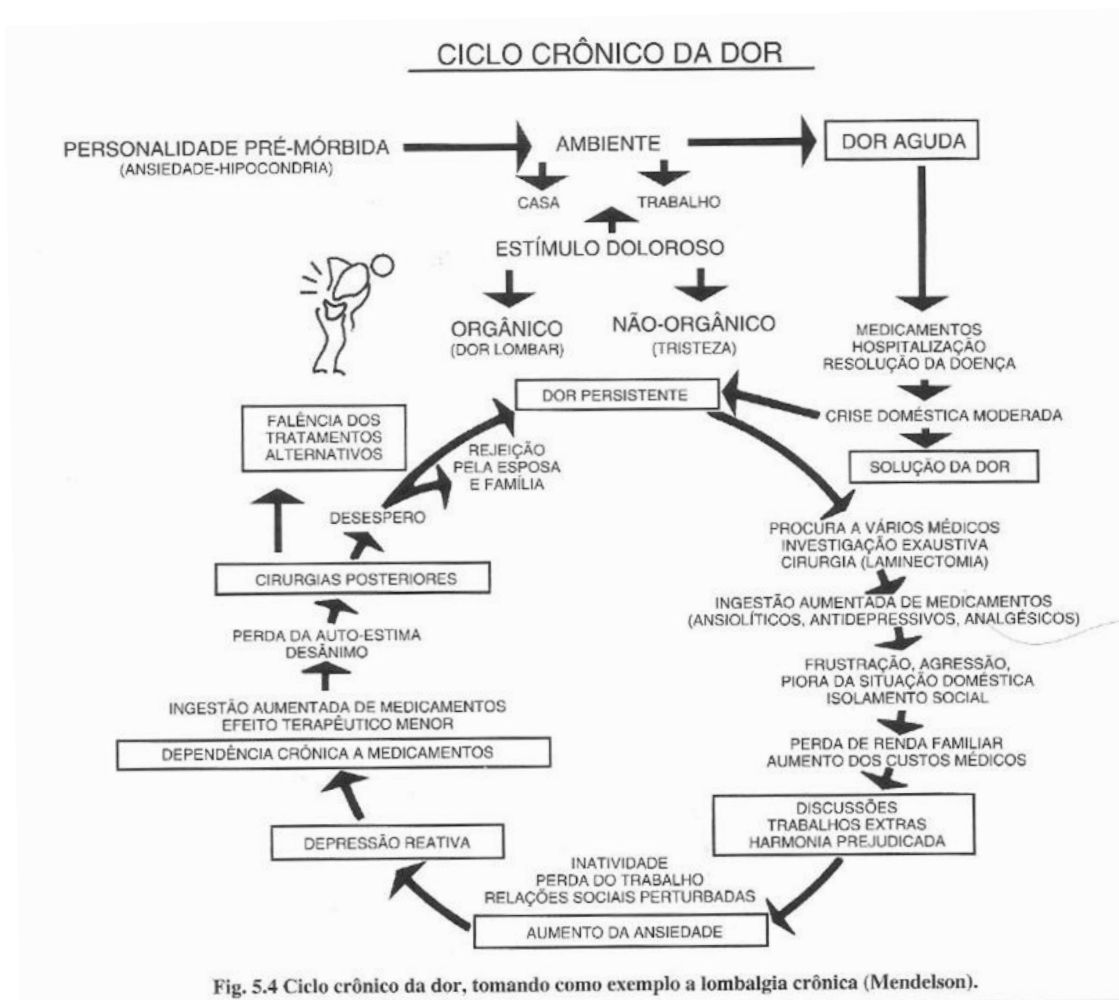 CICLO CRÔNICO DA DOR
PERSONALIDADE PRÉ-MÓRBIDA
(ANSIEDADE-HIPOCONDRIA)
AMBIENTE
DOR AGUDA
CASA
TRABALHO
ESTÍMULO DOLOROSO
ORGÂNICO
(DOR LOMBAR)
NÃO-ORGÂNICO
(TRISTEZA)
MEDICAMENTOS
HOSPITALIZAÇÃO
RESOLUÇÃO DA DOENÇA
CRISE DOMÉSTICA MODERADA
SOLUÇÃO DA DOR
DOR PERSISTENTE
PROCURA A VÁRIOS MÉDICOS
INVESTIGAÇÃO EXAUSTIVA
CIRURGIA (LAMINECTOMIA)
INGESTÃO AUMENTADA DE MEDICAMENTOS
(ANSIOLÍTICOS, ANTIDEPRESSIVOS, ANALGÉSICOS)
FRUSTRAÇÃO, AGRESSÃO,
PIORA DA SITUAÇÃO DOMÉSTICA
ISOLAMENTO SOCIAL
PERDA DE RENDA FAMILIAR
AUMENTO DOS CUSTOS MÉDICOS
DISCUSSÕES
TRABALHOS EXTRAS
HARMONIA PREJUDICADA
INATIVIDADE
PERDA DO TRABALHO
RELAÇÕES SOCIAIS PERTURBADAS
AUMENTO DA ANSIEDADE
DEPRESSÃO REATIVA
DEPENDÊNCIA CRÓNICA A MEDICAMENTOS
INGESTÃO AUMENTADA DE MEDICAMENTOS
EFEITO TERAPÊUTICO MENOR
PERDA DA AUTO-ESTIMA
DESÂNIMO
CIRURGIAS POSTERIORES
DESESPERO
FALÊNCIA DOS
TRATAMENTOS
ALTERNATIVOS
REJEIÇÃO
PELA ESPOSA
E FAMÍLIA
Fig. 5.4 Ciclo crônico da dor, tomando como exemplo a lombalgia crônica (Mendelson).